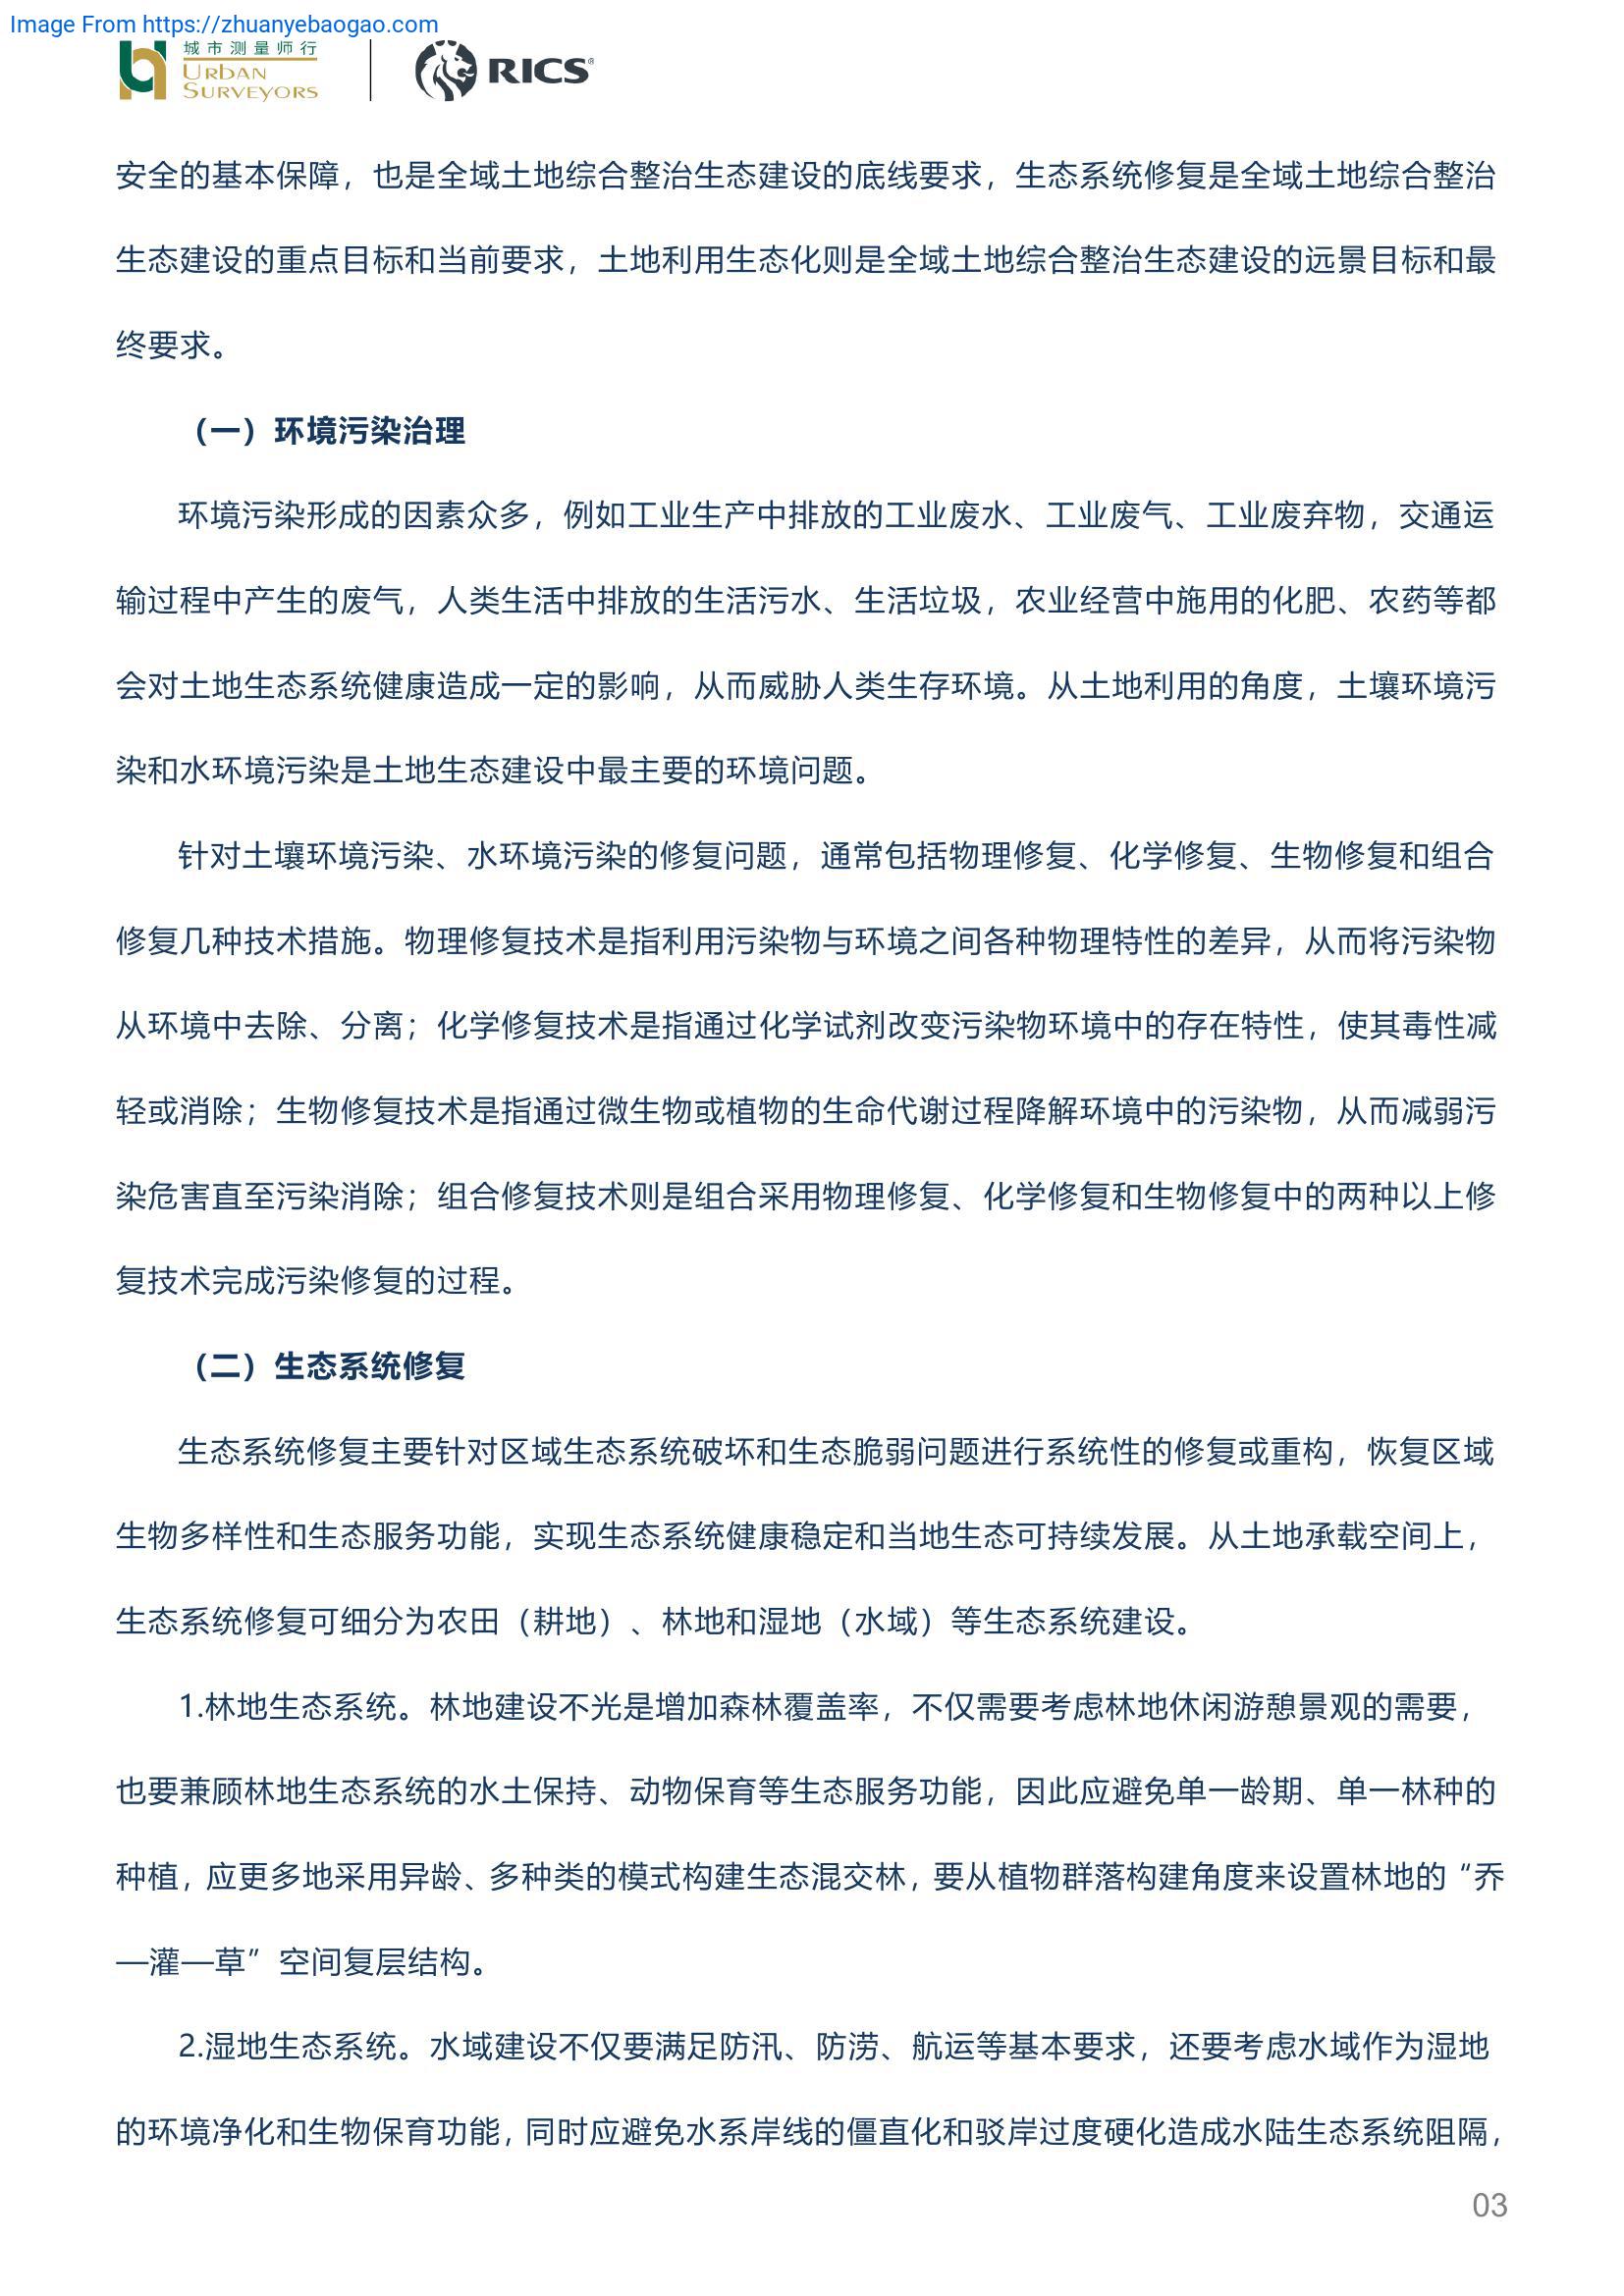 Image From https://zhuanyebaogao.com
城市测量师行
URBAN
SURVEYORS
RICS®
安全的基本保障，也是全域土地综合整治生态建设的底线要求，生态系统修复是全域土地综合整治
生态建设的重点目标和当前要求，土地利用生态化则是全域土地综合整治生态建设的远景目标和最
终要求。
（一）环境污染治理
环境污染形成的因素众多，例如工业生产中排放的工业废水、工业废气、工业废弃物，交通运
输过程中产生的废气，人类生活中排放的生活污水、生活垃圾，农业经营中施用的化肥、农药等都
会对土地生态系统健康造成一定的影响，从而威胁人类生存环境。从土地利用的角度，土壤环境污
染和水环境污染是土地生态建设中最主要的环境问题。
针对土壤环境污染、水环境污染的修复问题，通常包括物理修复、化学修复、生物修复和组合
修复几种技术措施。物理修复技术是指利用污染物与环境之间各种物理特性的差异，从而将污染物
从环境中去除、分离；化学修复技术是指通过化学试剂改变污染物环境中的存在特性，使其毒性减
轻或消除；生物修复技术是指通过微生物或植物的生命代谢过程降解环境中的污染物，从而减弱污
染危害直至污染消除；组合修复技术则是组合采用物理修复、化学修复和生物修复中的两种以上修
复技术完成污染修复的过程。
（二）生态系统修复
生态系统修复主要针对区域生态系统破坏和生态脆弱问题进行系统性的修复或重构，恢复区域
生物多样性和生态服务功能，实现生态系统健康稳定和当地生态可持续发展。从土地承载空间上，
生态系统修复可细分为农田（耕地）、林地和湿地（水域）等生态系统建设。
1.林地生态系统。林地建设不光是增加森林覆盖率，不仅需要考虑林地休闲游憩景观的需要，
也要兼顾林地生态系统的水土保持、动物保育等生态服务功能，因此应避免单一龄期、单一林种的
种植，应更多地采用异龄、多种类的模式构建生态混交林，要从植物群落构建角度来设置林地的“乔
—灌—草”空间复层结构。
2.湿地生态系统。水域建设不仅要满足防汛、防涝、航运等基本要求，还要考虑水域作为湿地
的环境净化和生物保育功能，同时应避免水系岸线的僵直化和驳岸过度硬化造成水陆生态系统阻隔，
03